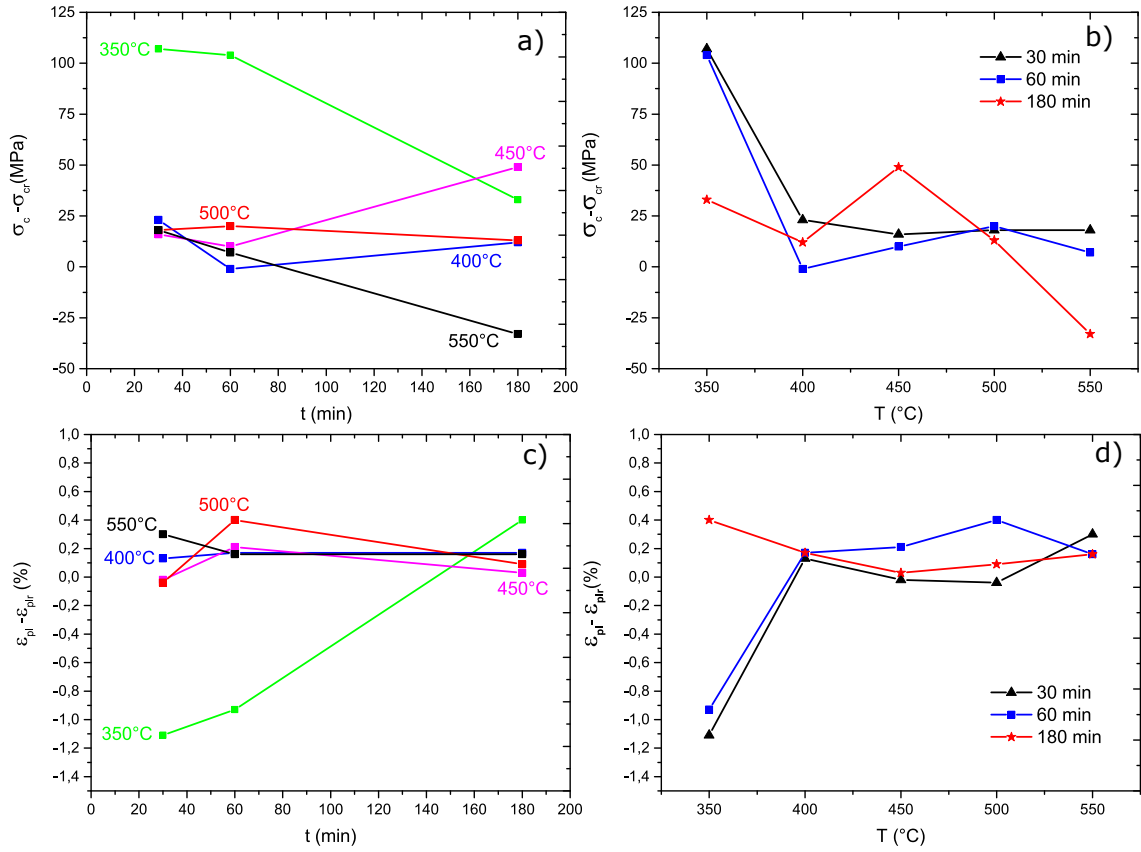 a)
125
100
75
50
25
0
-25
-50
σc -σcr(MPa)
350°C
450°C
500°C
400°C
550°C
0 20 40 60 80 100 120 140 160 180 200
t (min)
b)
125
100
75
50
25
0
-25
-50
σc-σcr(MPa)
30 min
60 min
180 min
350 400 450 500 550
T (°C)
c)
1,0
0,8
0,6
0,4
0,2
0,0
-0,2
-0,4
-0,6
-0,8
-1,0
-1,2
-1,4
εpl -εplr (%)
500°C
550°C
400°C
450°C
350°C
0 20 40 60 80 100 120 140 160 180 200
t (min)
d)
1,0
0,8
0,6
0,4
0,2
0,0
-0,2
-0,4
-0,6
-0,8
-1,0
-1,2
-1,4
εpl- εplr(%)
30 min
60 min
180 min
350 400 450 500 550
T (°C)